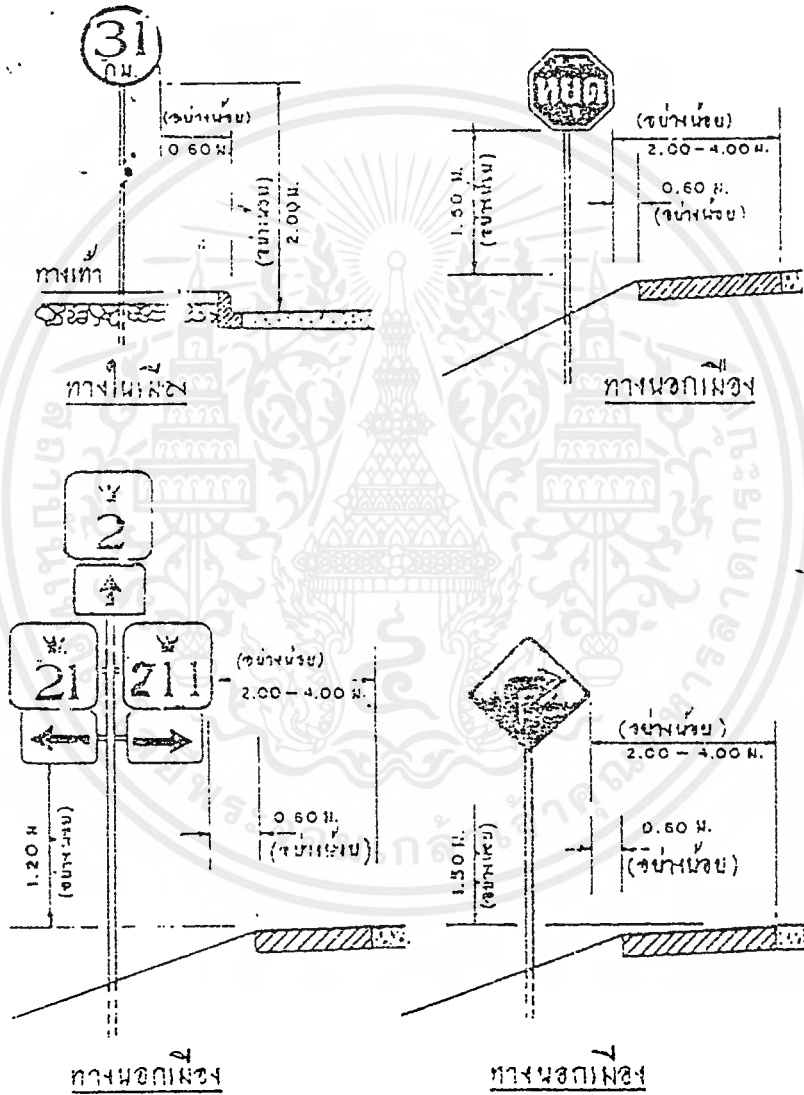 31
กม.
(อย่างน้อย)
0.60 ม.
(อย่างน้อย)
2.00 ม.
ทางเท้า
ทางในเมือง
หยุด
(อย่างน้อย)
2.00-4.00 ม.
0.60 ม.
(อย่างน้อย)
1.50 ม.
(อย่างน้อย)
ทางนอกเมือง
2
21
211
(อย่างน้อย)
2.00-4.00 ม.
0.60 ม.
(อย่างน้อย)
1.20 ม
(อย่างน้อย)
ทางนอกเมือง
(อย่างน้อย)
2.00 - 4.00 ม.
0.60 ม.
(อย่างน้อย)
1.50 ม.
(อย่างน้อย)
ทางนอกเมือง